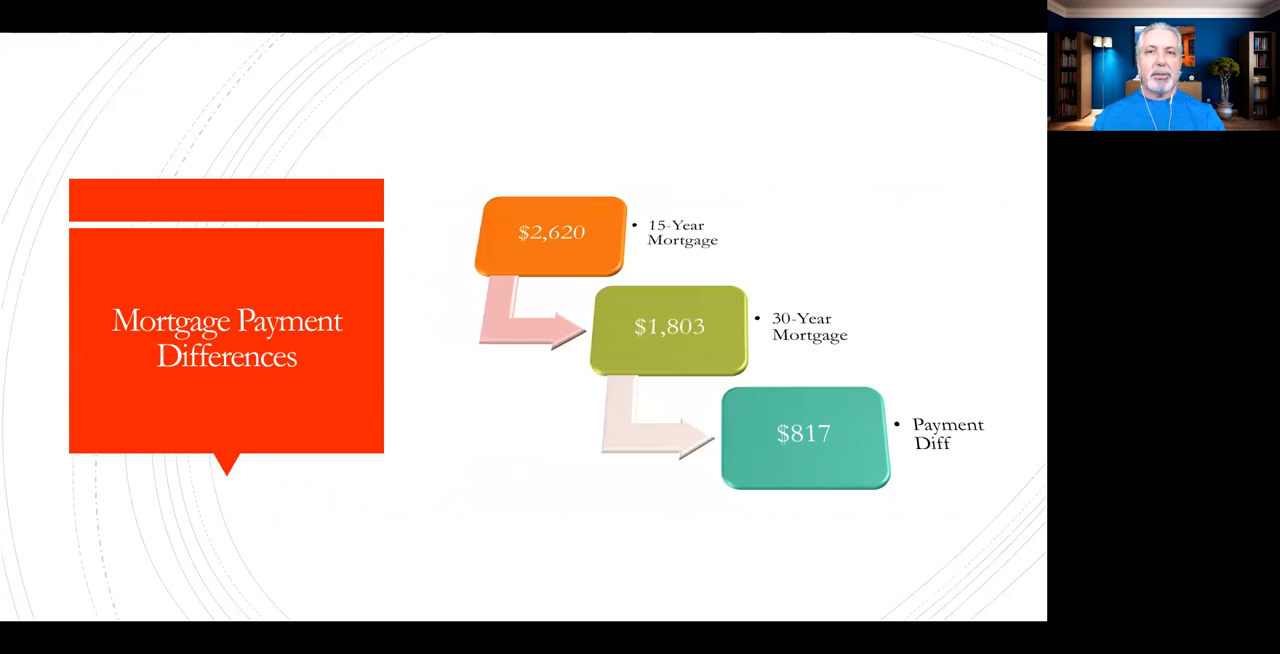 Mortgage Payment
Differences
$2,620
• 15-Year
Mortgage
$1,803
• 30-Year
Mortgage
$817
• Payment
Diff